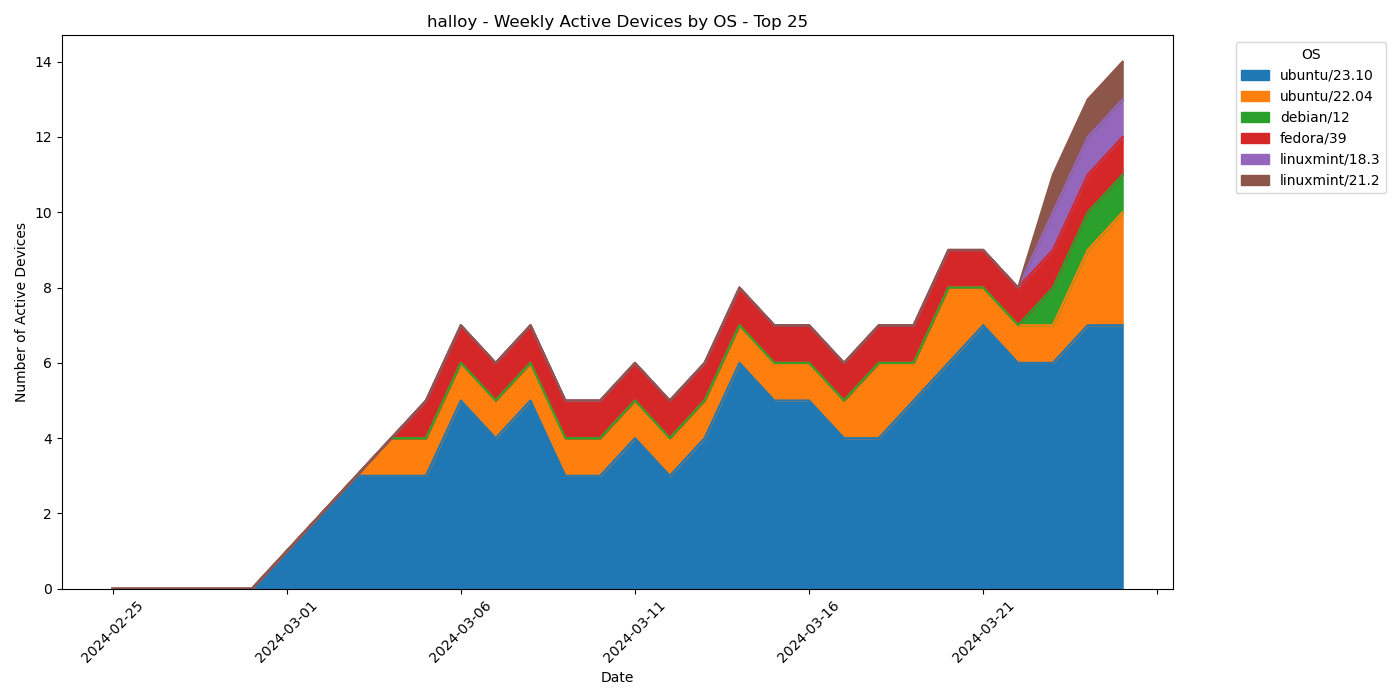 halloy - Weekly Active Devices by OS - Top 25
OS
ubuntu/23.10
ubuntu/22.04
debian/12
fedora/39
linuxmint/18.3
linuxmint/21.2
Number of Active Devices
14
12
10
8
6
4
2
0
2024-02-25
2024-03-01
2024-03-06
2024-03-11
2024-03-16
2024-03-21
Date